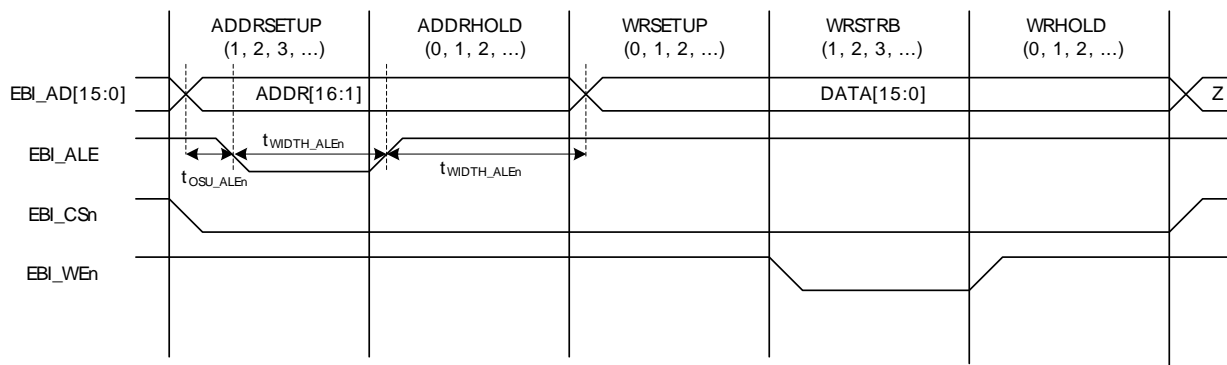 ADDRSETUP ADDRHOLD WRSETUP WRSTRB WRHOLD
(1, 2, 3, ...) (0, 1, 2, ...) (0, 1, 2, ...) (1, 2, 3, ...) (0, 1, 2, ...)
EBI_AD[15:0] ADDR[16:1] DATA[15:0] Z
EBI_ALE tWIDTH_ALEn
tOSU_ALEn tWIDTH_ALEn
EBI_CSn
EBI_WEn